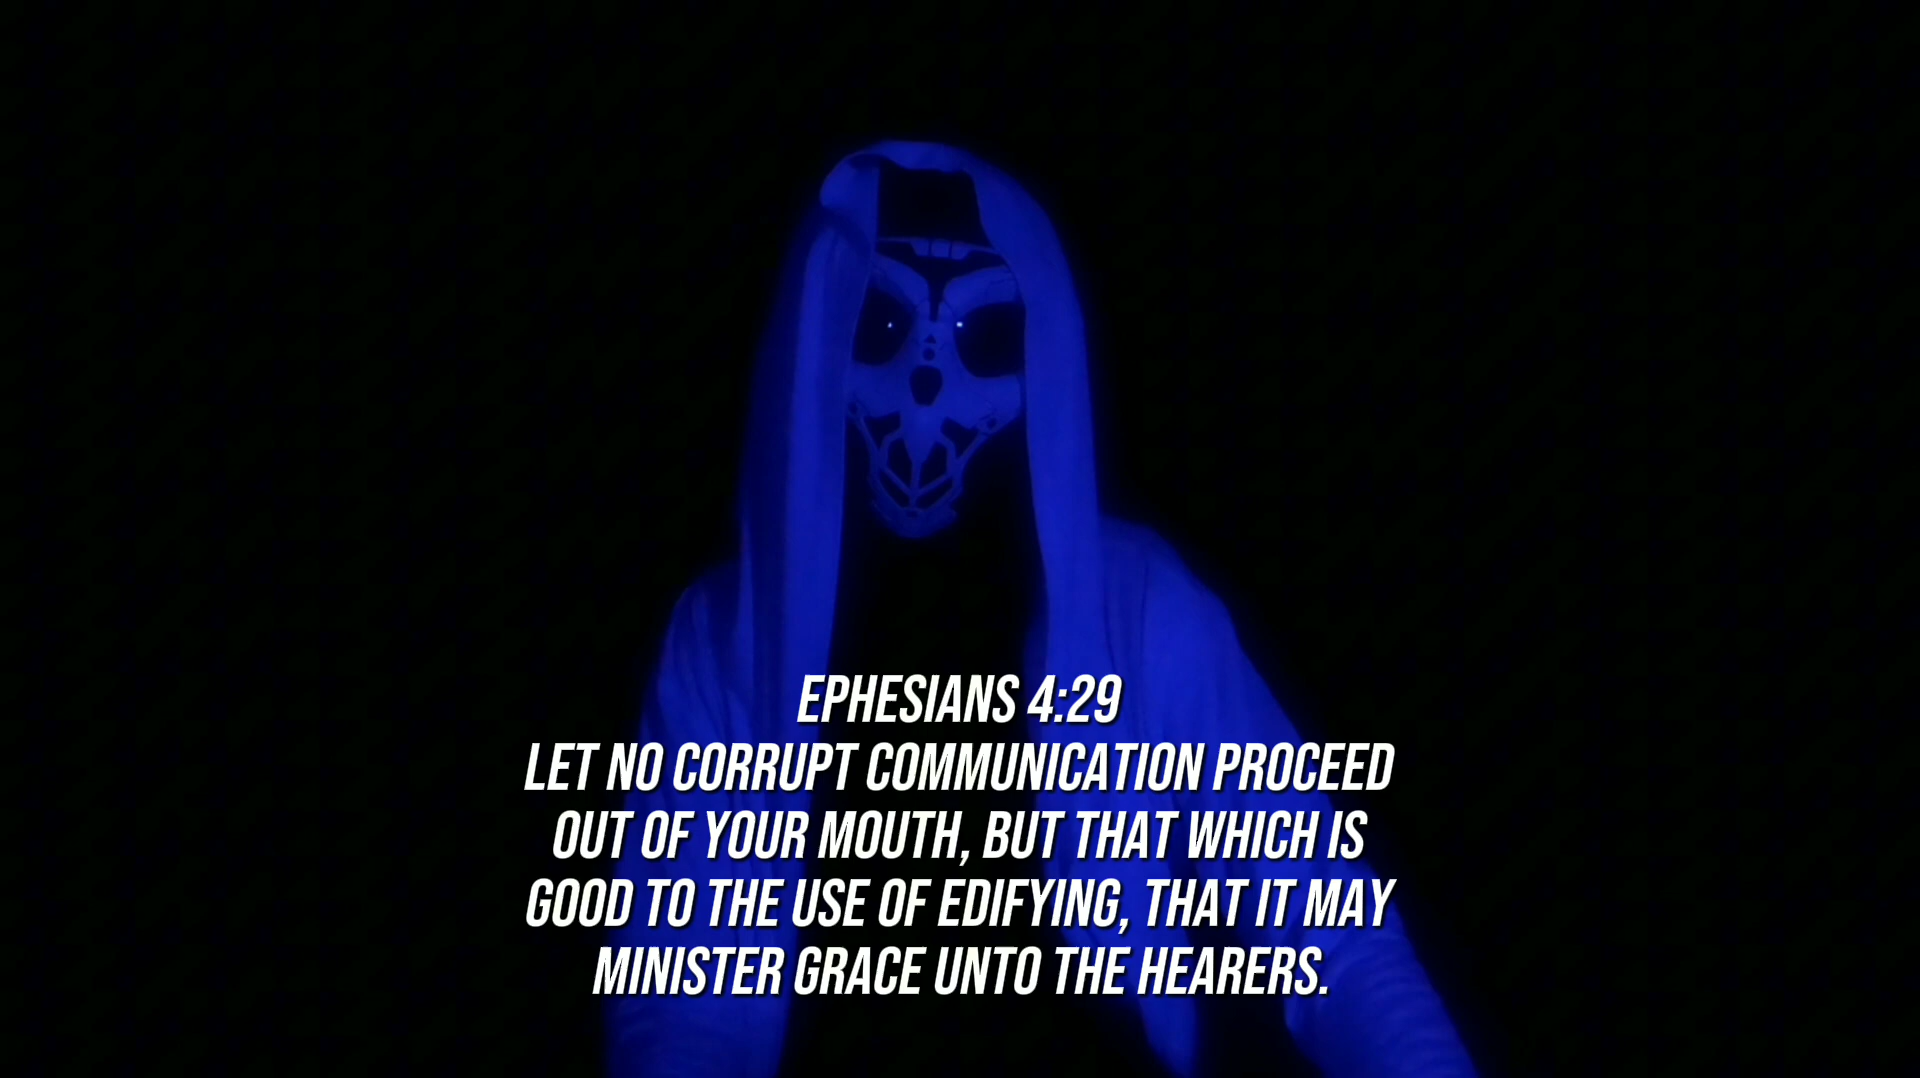 EPHESIANS 4:29
LET NO CORRUPT COMMUNICATION PROCEED
OUT OF YOUR MOUTH, BUT THAT WHICH IS
GOOD TO THE USE OF EDIFYING, THAT IT MAY
MINISTER GRACE UNTO THE HEARERS.